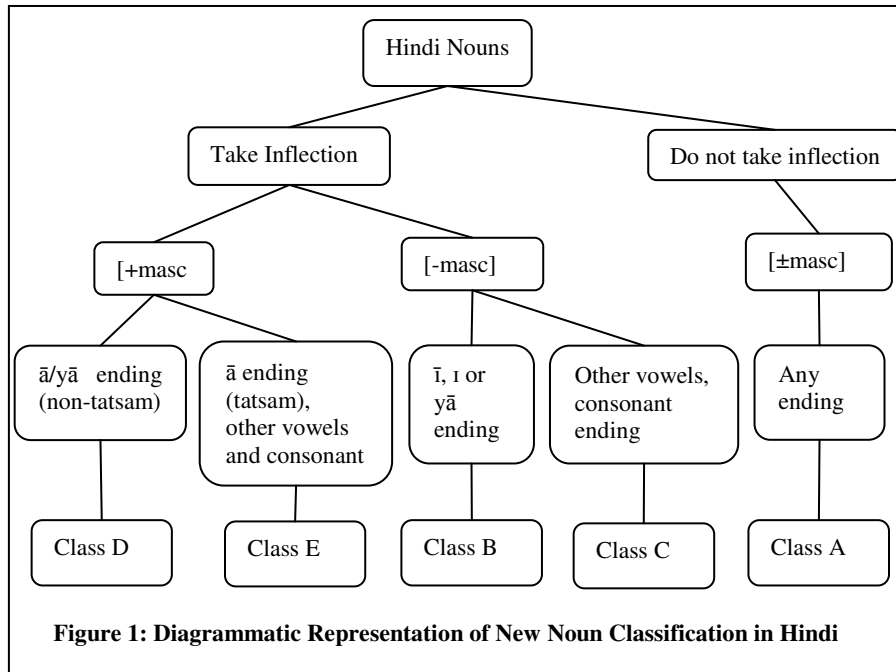 Hindi Nouns
Take Inflection
Do not take inflection
[+masc
[-masc]
[±masc]
ā/yā ending
(non-tatsam)
ā ending
(tatsam),
other vowels
and consonant
ī, ɪ or
yā
ending
Other vowels,
consonant
ending
Any
ending
Class D
Class E
Class B
Class C
Class A
Figure 1: Diagrammatic Representation of New Noun Classification in Hindi